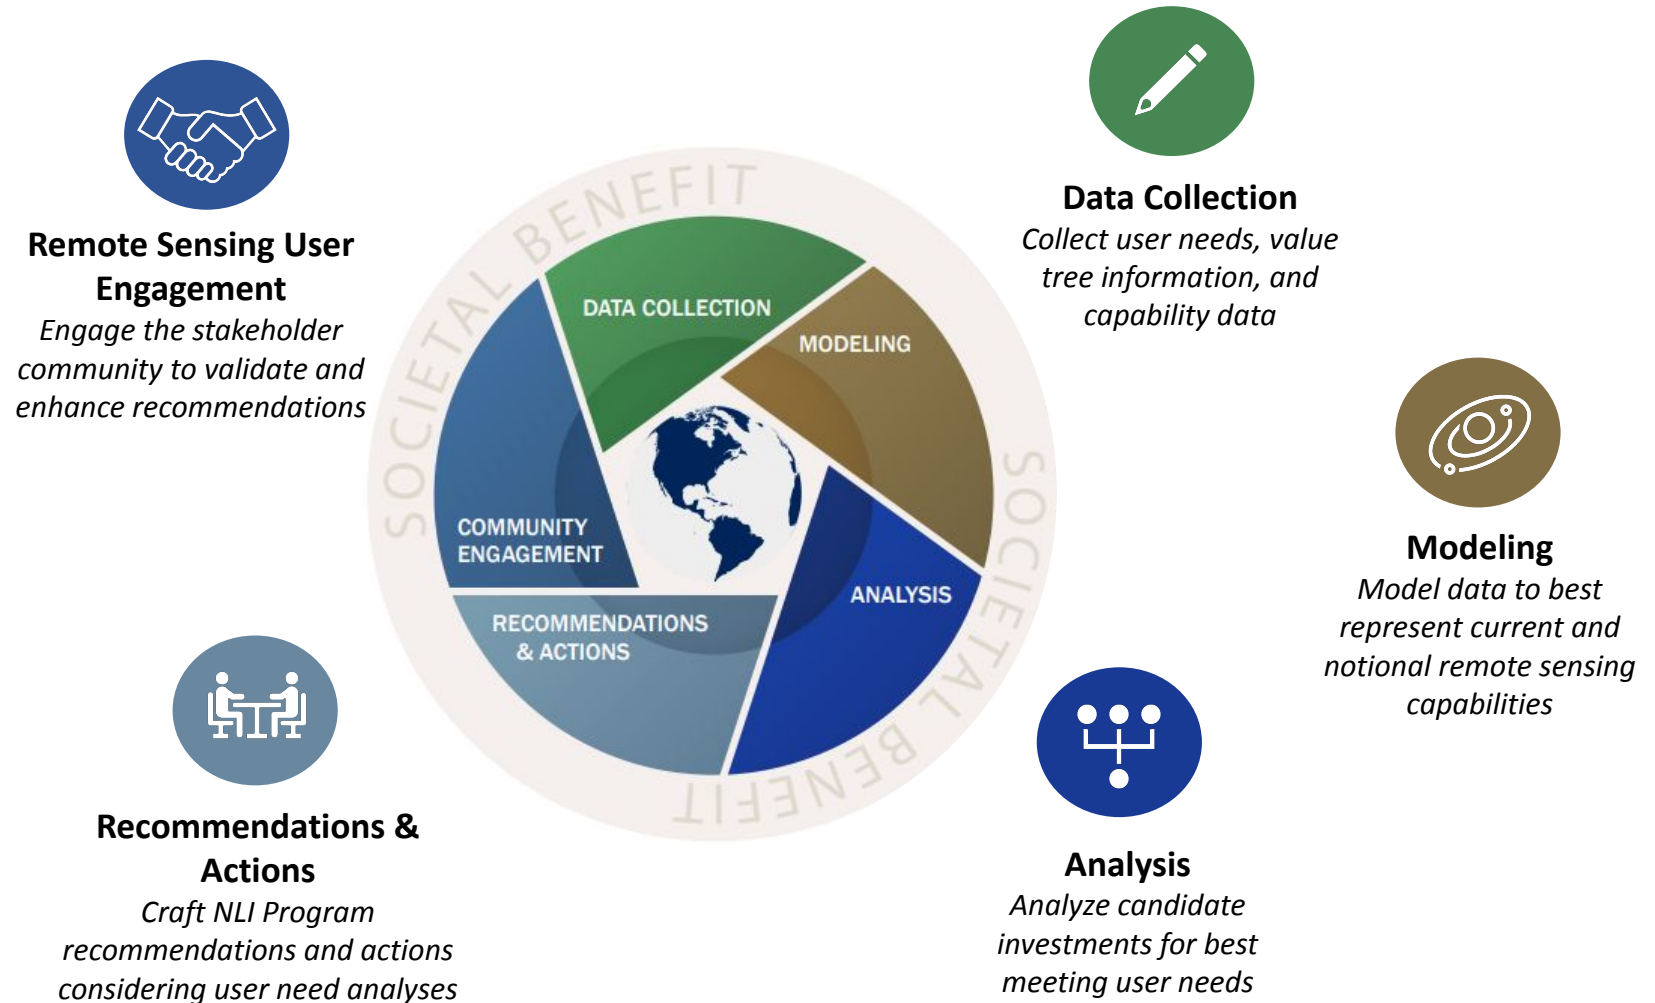 Remote Sensing User
Engagement
Engage the stakeholder
community to validate and
enhance recommendations
Data Collection
Collect user needs, value
tree information, and
capability data
SOCIETAL BENEFIT
SOCIETAL BENEFIT
DATA COLLECTION
MODELING
COMMUNITY
ENGAGEMENT
ANALYSIS
RECOMMENDATIONS
& ACTIONS
Modeling
Model data to best
represent current and
notional remote sensing
capabilities
Recommendations &
Actions
Craft NLI Program
recommendations and actions
considering user need analyses
Analysis
Analyze candidate
investments for best
meeting user needs